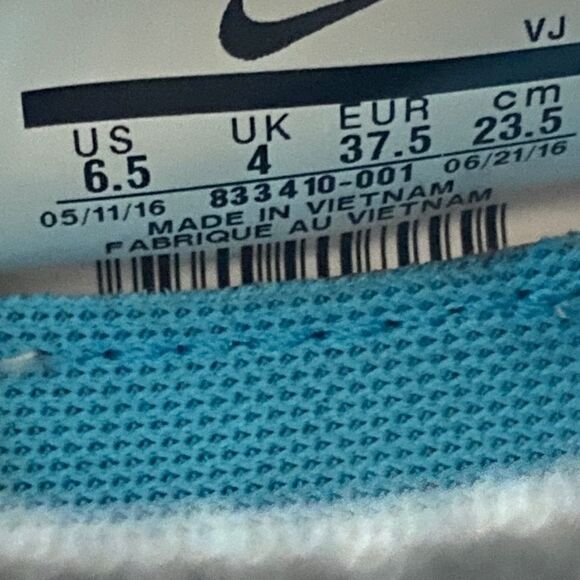 VJ
US UK EUR cm
6.5 4 37.5 23.5
05/11/16 833410-001 06/21/16
MADE IN VIETNAM
FABRIQUE AU VIETNAM